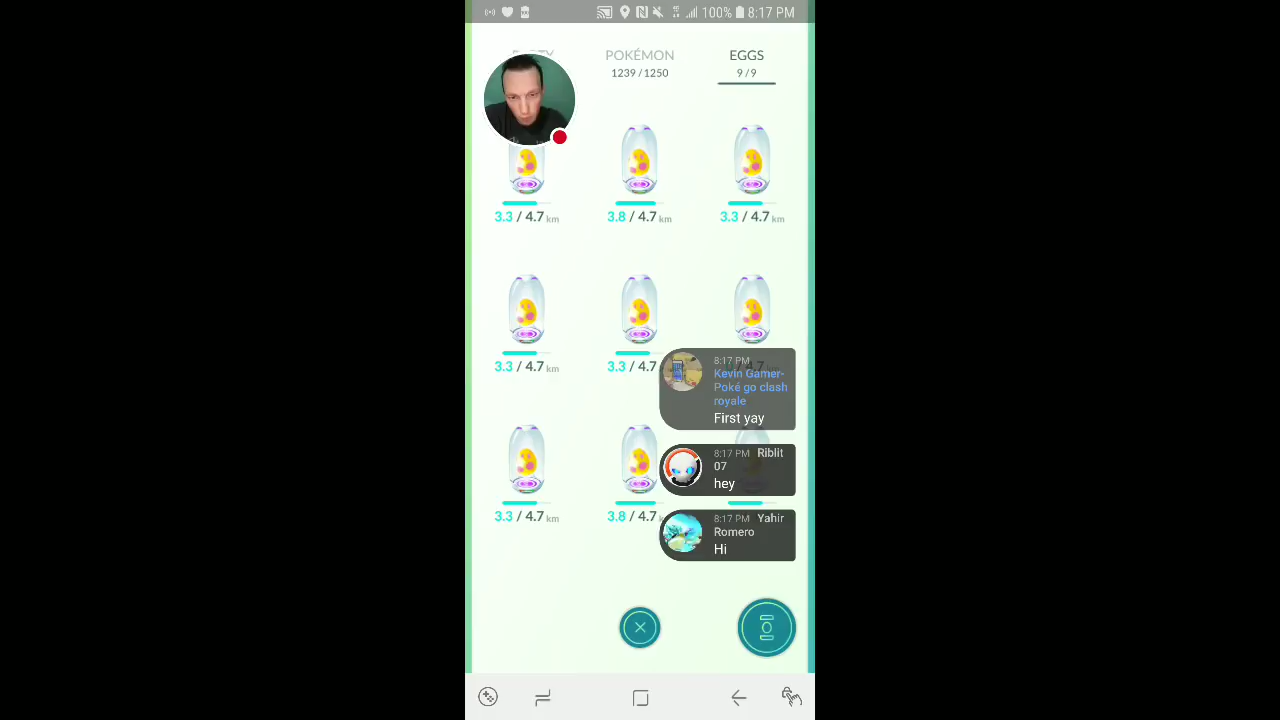 100% 8:17 PM
POKÉMON EGGS
1239 / 1250 9 / 9
3.3 / 4.7 km 3.8 / 4.7 km 3.3 / 4.7 km
3.3 / 4.7 km 3.3 / 4.7
8:17 PM
Kevin Gamer-
Poké go clash
royale
First yay
8:17 PM Riblit
07
hey
3.3 / 4.7 km 3.8 / 4.7
8:17 PM Yahir
Romero
Hi